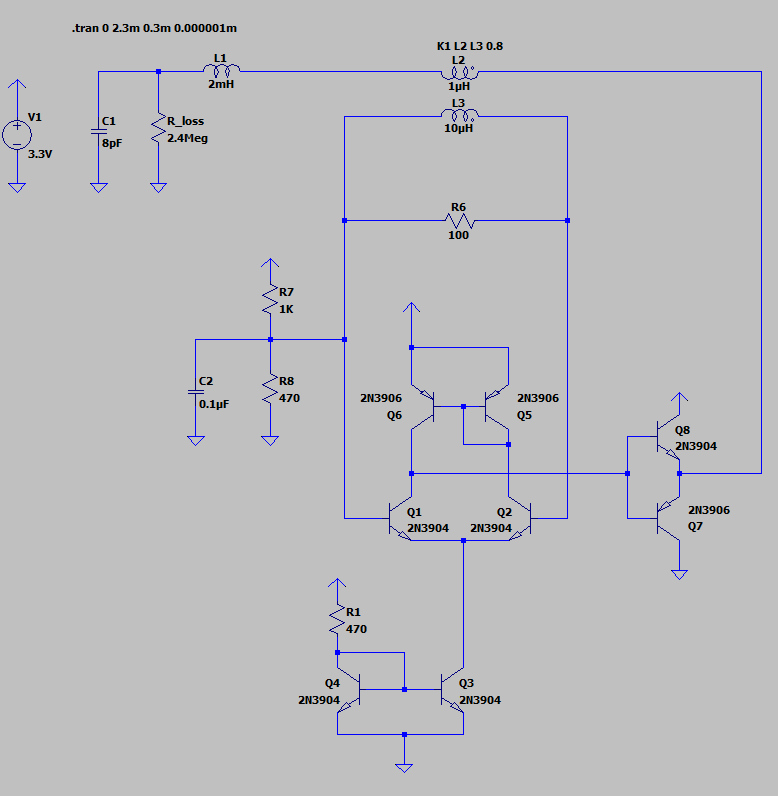 .tran 0 2.3m 0.3m 0.000001m
K1 L2 L3 0.8
L1
2mH
L2
1µH
L3
10µH
V1
3.3V
C1
8pF
R_loss
2.4Meg
R6
100
R7
1K
C2
0.1µF
R8
470
2N3906
Q6
2N3906
Q5
Q8
2N3904
Q1
2N3904
Q2
2N3904
2N3906
Q7
R1
470
Q4
2N3904
Q3
2N3904